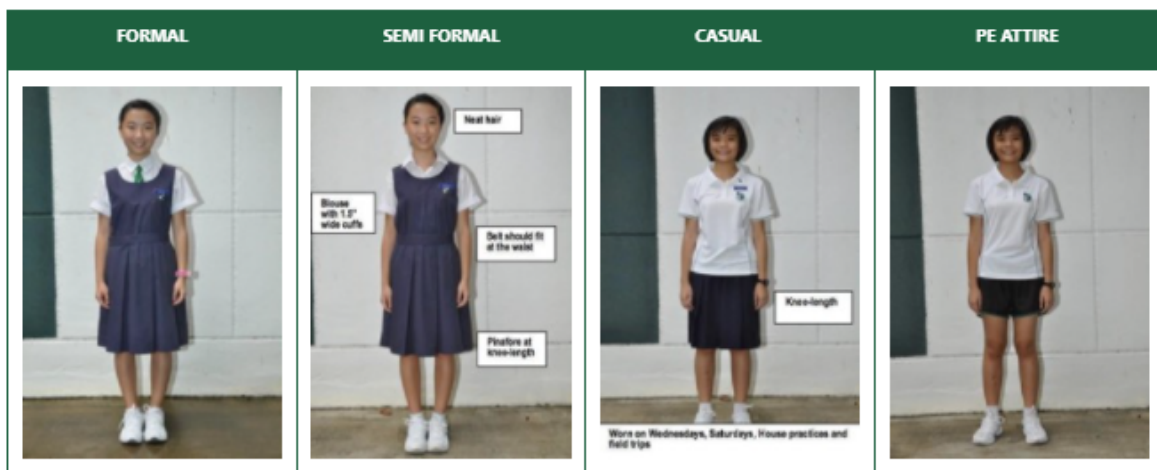 FORMAL
SEMI FORMAL
CASUAL
PE ATTIRE
Neat hair
Blouse
with 1.5"
wide cuffs
Belt should fit
at the waist
Pinafore at
knee-length
Knee-length
Worn on Wednesdays, Saturdays, House practices and
field trips